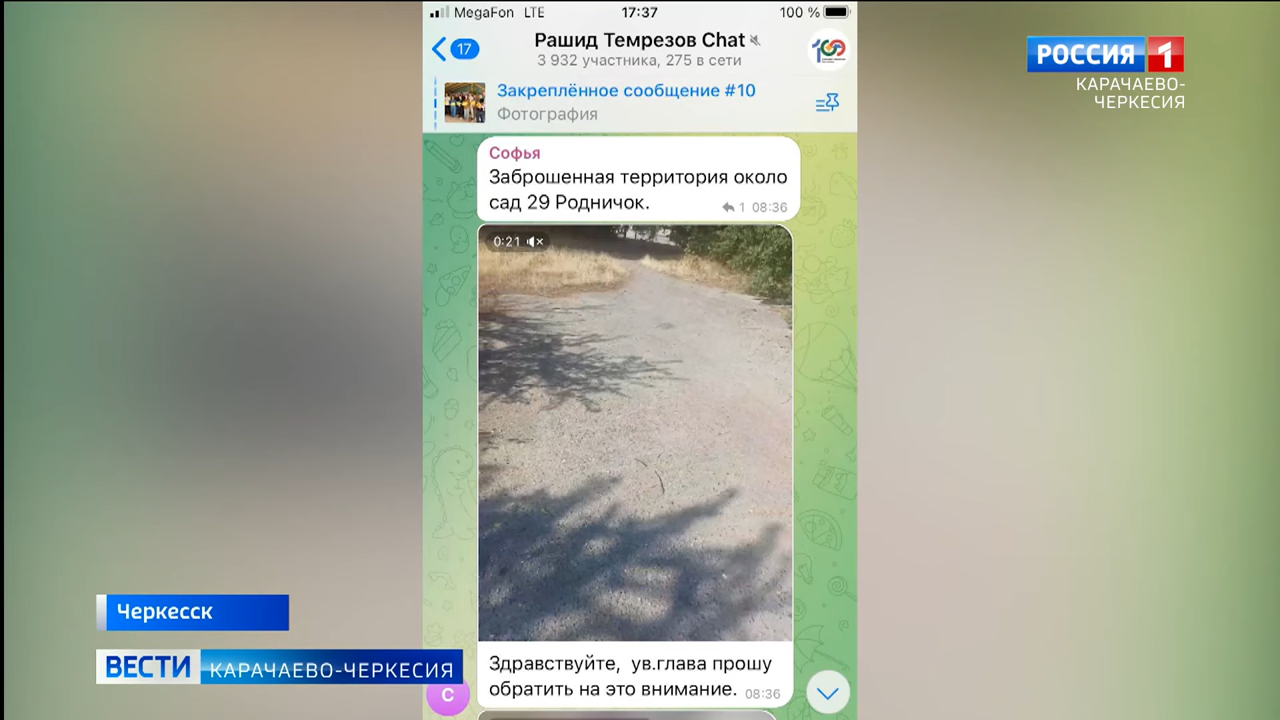 MegaFon LTE 17:37 100 %
17
Рашид Темрезов Chat
3 932 участника, 275 в сети
Закреплённое сообщение #10
Фотография
РОССИЯ 1
КАРАЧАЕВО-
ЧЕРКЕСИЯ
Софья
Заброшенная территория около
сад 29 Родничок.
1 08:36
0:21
Здравствуйте, ув.глава прошу
обратить на это внимание. 08:36
С
Черкесск
ВЕСТИ КАРАЧАЕВО-ЧЕРКЕСИЯ